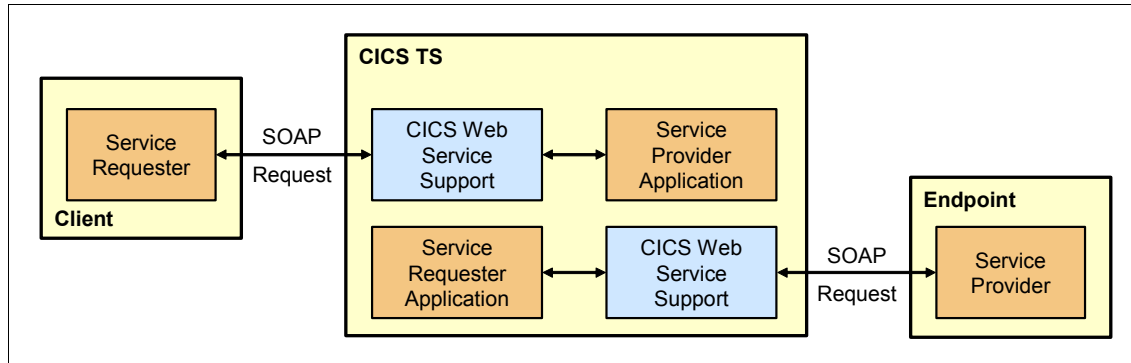 CICS TS
Client
Service
Requester
SOAP
Request
CICS Web
Service
Support
Service
Provider
Application
Service
Requester
Application
CICS Web
Service
Support
SOAP
Request
Endpoint
Service
Provider